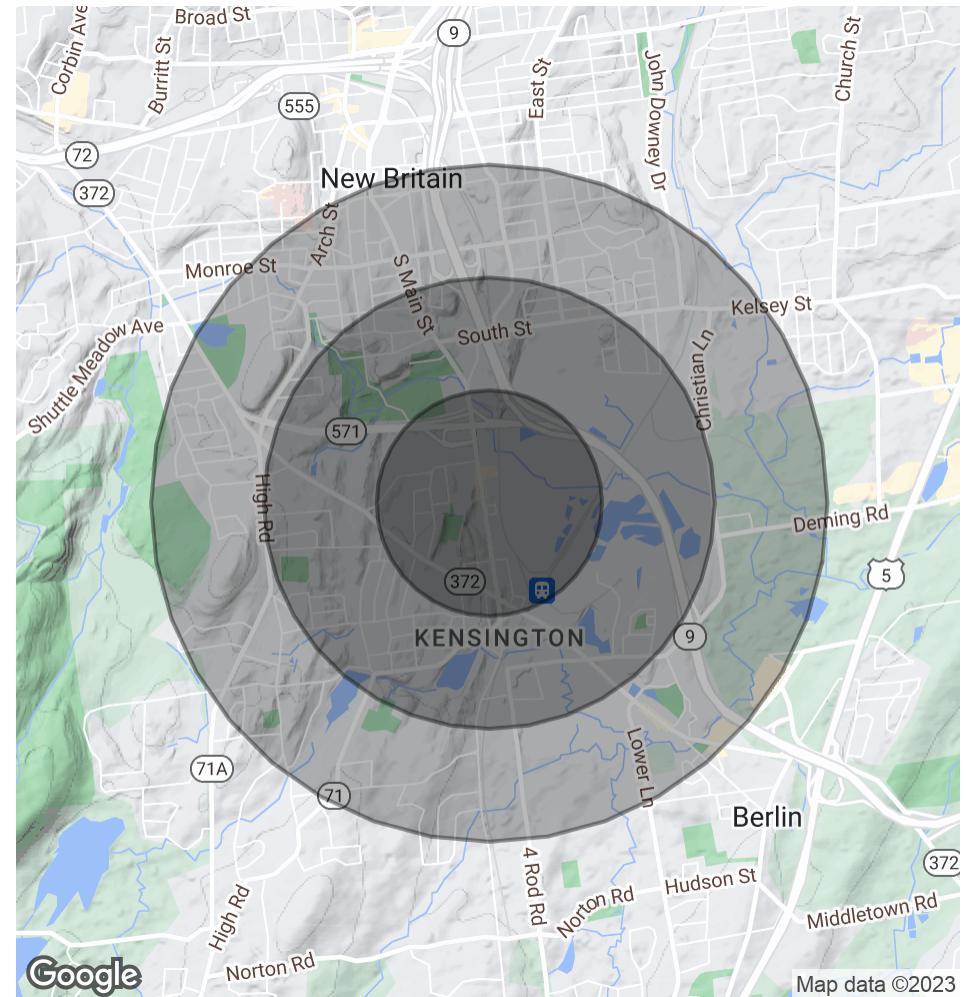 Broad St
9
Corbin Ave
Burritt St
East St
John Downey Dr
Church St
555
72
372
New Britain
Arch St
Monroe St
S Main St
South St
Kelsey St
Shuttle Meadow Ave
Christian Ln
571
High Rd
Deming Rd
5
372
KENSINGTON
9
71A
71
Lower Ln
Berlin
4 Rod Rd
372
Hudson St
High Rd
Norton Rd
Middletown Rd
Norton Rd
Google
Map data ©2023